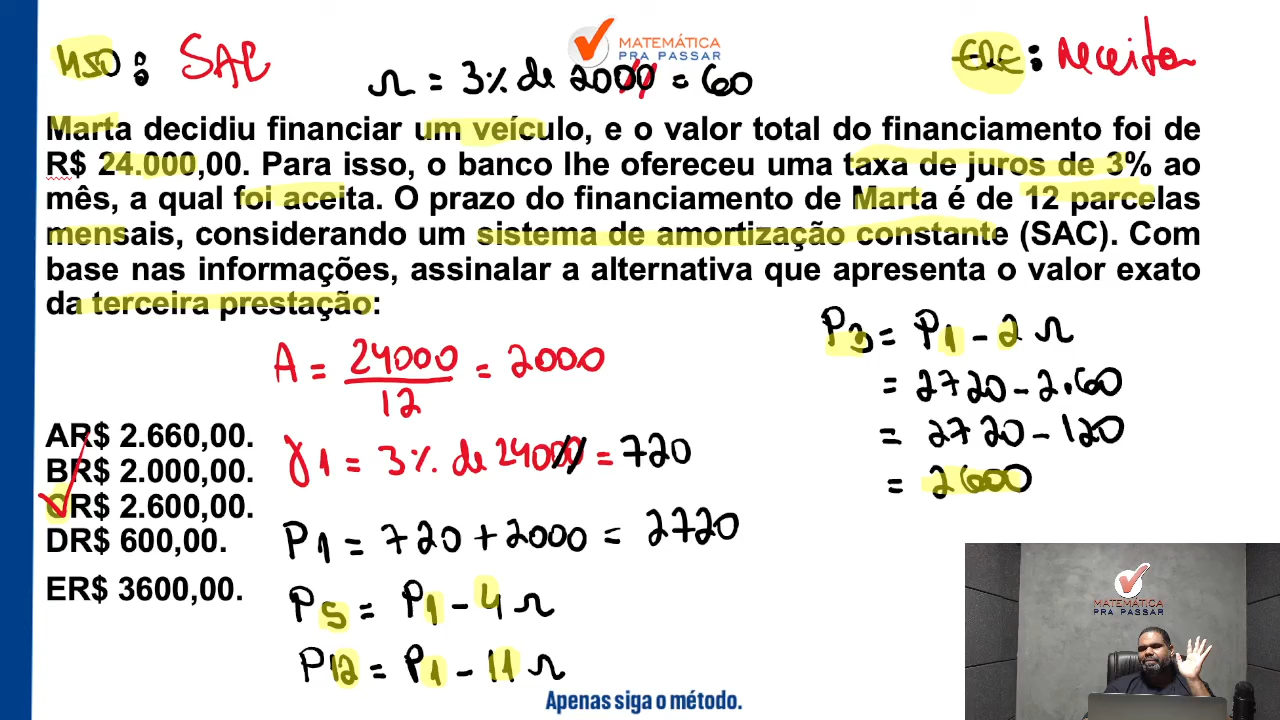 MATEMÁTICA
PRA PASSAR
: SAC
: receita
r = 3% de 2000 = 60
Marta decidiu financiar um veículo, e o valor total do financiamento foi de
R$ 24.000,00. Para isso, o banco lhe ofereceu uma taxa de juros de 3% ao
mês, a qual foi aceita. O prazo do financiamento de Marta é de 12 parcelas
mensais, considerando um sistema de amortização constante (SAC). Com
base nas informações, assinalar a alternativa que apresenta o valor exato
da terceira prestação:
A = 24000/12 = 2000
J1 = 3% de 24000 = 720
P1 = 720 + 2000 = 2720
P5 = P1 - 4 r
P12 = P1 - 11 r
P3 = P1 - 2 r
= 2720 - 2.60
= 2720 - 120
= 2600
AR$ 2.660,00.
BR$ 2.000,00.
CR$ 2.600,00.
DR$ 600,00.
ER$ 3600,00.
MATEMÁTICA
PRA PASSAR
Apenas siga o método.